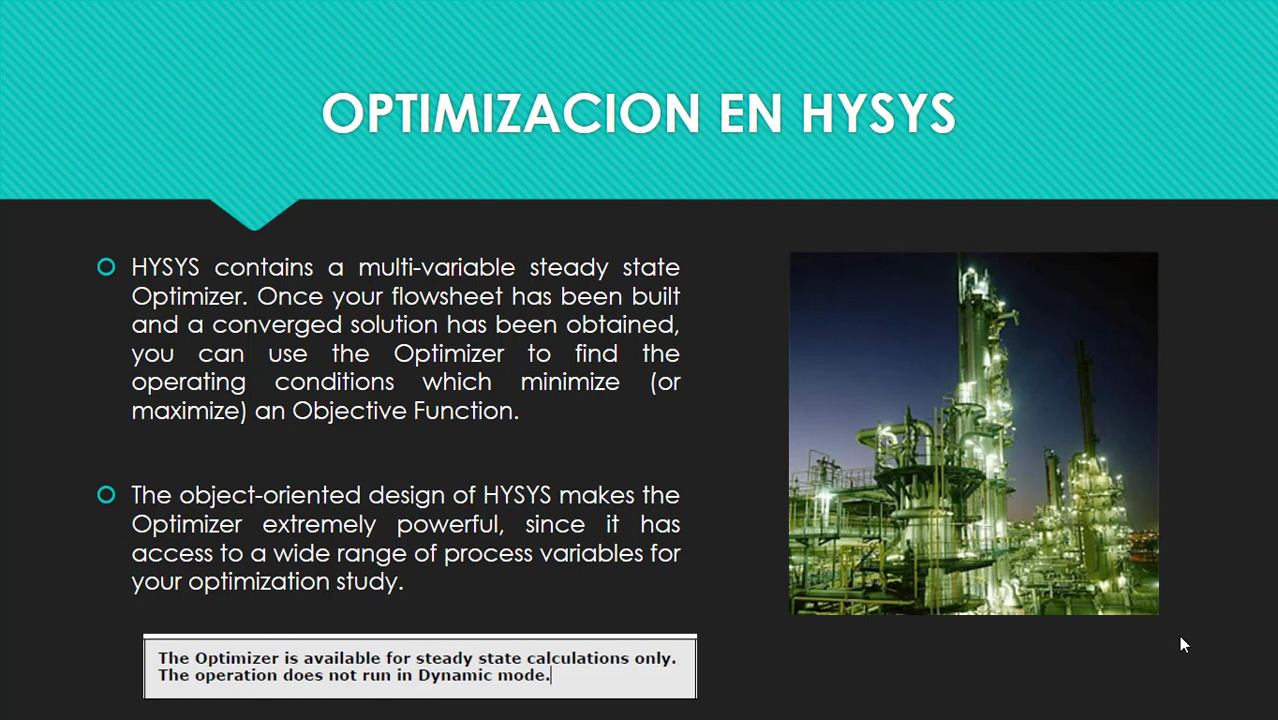 OPTIMIZACION EN HYSYS
HYSYS contains a multi-variable steady state
Optimizer. Once your flowsheet has been built
and a converged solution has been obtained,
you can use the Optimizer to find the
operating conditions which minimize (or
maximize) an Objective Function.
The object-oriented design of HYSYS makes the
Optimizer extremely powerful, since it has
access to a wide range of process variables for
your optimization study.
The Optimizer is available for steady state calculations only.
The operation does not run in Dynamic mode.